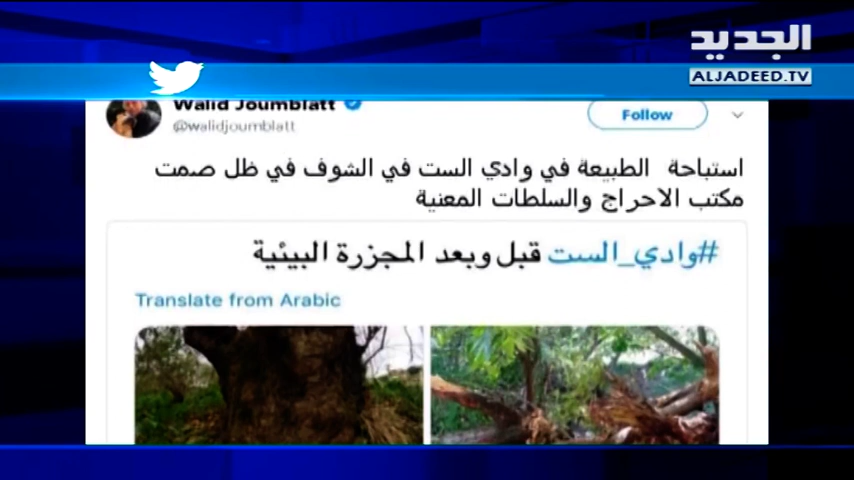 الجديد
ALJADEED.TV
Walid Joumblatt
@walidjoumblatt
Follow
استباحة الطبيعة في وادي الست في الشوف في ظل صمت
مكتب الاحراج والسلطات المعنية
#وادي_الست قبل وبعد المجزرة البيئية
Translate from Arabic